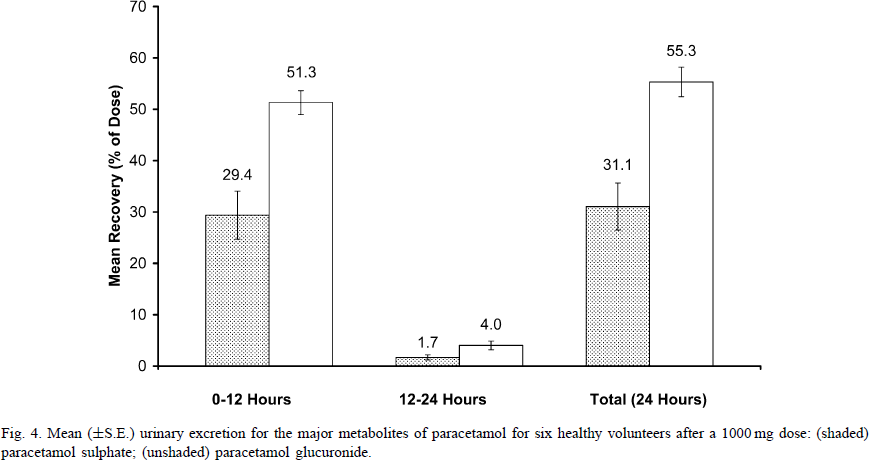 70
60
50
40
30
20
10
0
Mean Recovery (% of Dose)
29.4
51.3
1.7
4.0
31.1
55.3
0-12 Hours
12-24 Hours
Total (24 Hours)
Fig. 4. Mean (±S.E.) urinary excretion for the major metabolites of paracetamol for six healthy volunteers after a 1000 mg dose: (shaded)
paracetamol sulphate; (unshaded) paracetamol glucuronide.